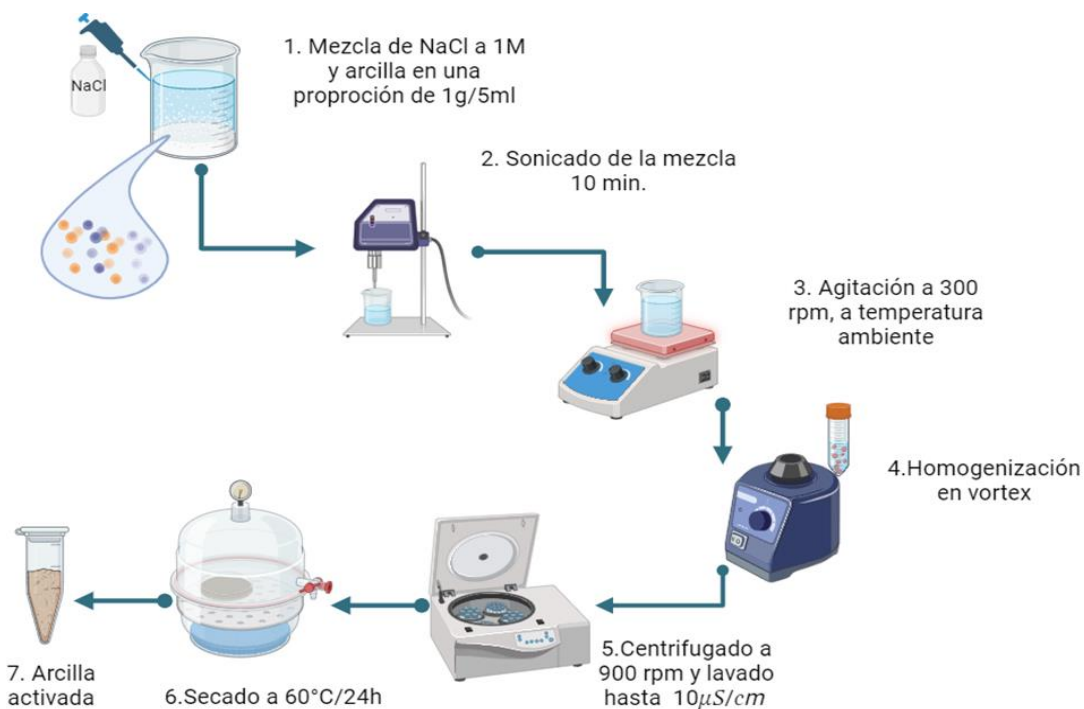 NaCl
1. Mezcla de NaCl a 1M
y arcilla en una
proproción de 1g/5ml
2. Sonicado de la mezcla
10 min.
3. Agitación a 300
rpm, a temperatura
ambiente
4.Homogenización
en vortex
5.Centrifugado a
900 rpm y lavado
hasta 10μS/cm
6.Secado a 60°C/24h
7. Arcilla
activada